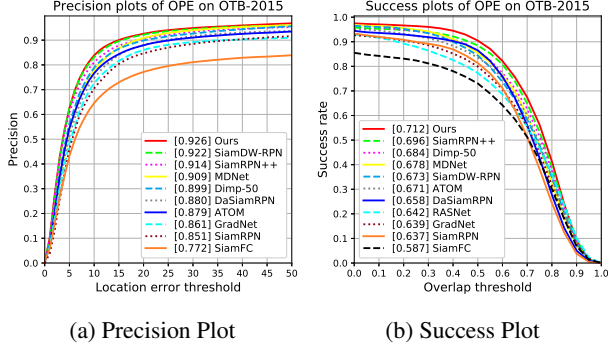 Precision plots of OPE on OTB-2015
0.9
0.8
0.7
0.6
0.5
0.4
0.3
0.2
0.1
0.0
Precision
[0.926] Ours
[0.922] SiamDW-RPN
[0.914] SiamRPN++
[0.909] MDNet
[0.899] Dimp-50
[0.880] DaSiamRPN
[0.879] ATOM
[0.861] GradNet
[0.851] SiamRPN
[0.772] SiamFC
0 5 10 15 20 25 30 35 40 45 50
Location error threshold
(a) Precision Plot
Success plots of OPE on OTB-2015
1.0
0.9
0.8
0.7
0.6
0.5
0.4
0.3
0.2
0.1
0.0
Success rate
[0.712] Ours
[0.696] SiamRPN++
[0.684] Dimp-50
[0.678] MDNet
[0.673] SiamDW-RPN
[0.671] ATOM
[0.658] DaSiamRPN
[0.642] RASNet
[0.639] GradNet
[0.637] SiamRPN
[0.587] SiamFC
0.0 0.1 0.2 0.3 0.4 0.5 0.6 0.7 0.8 0.9 1.0
Overlap threshold
(b) Success Plot